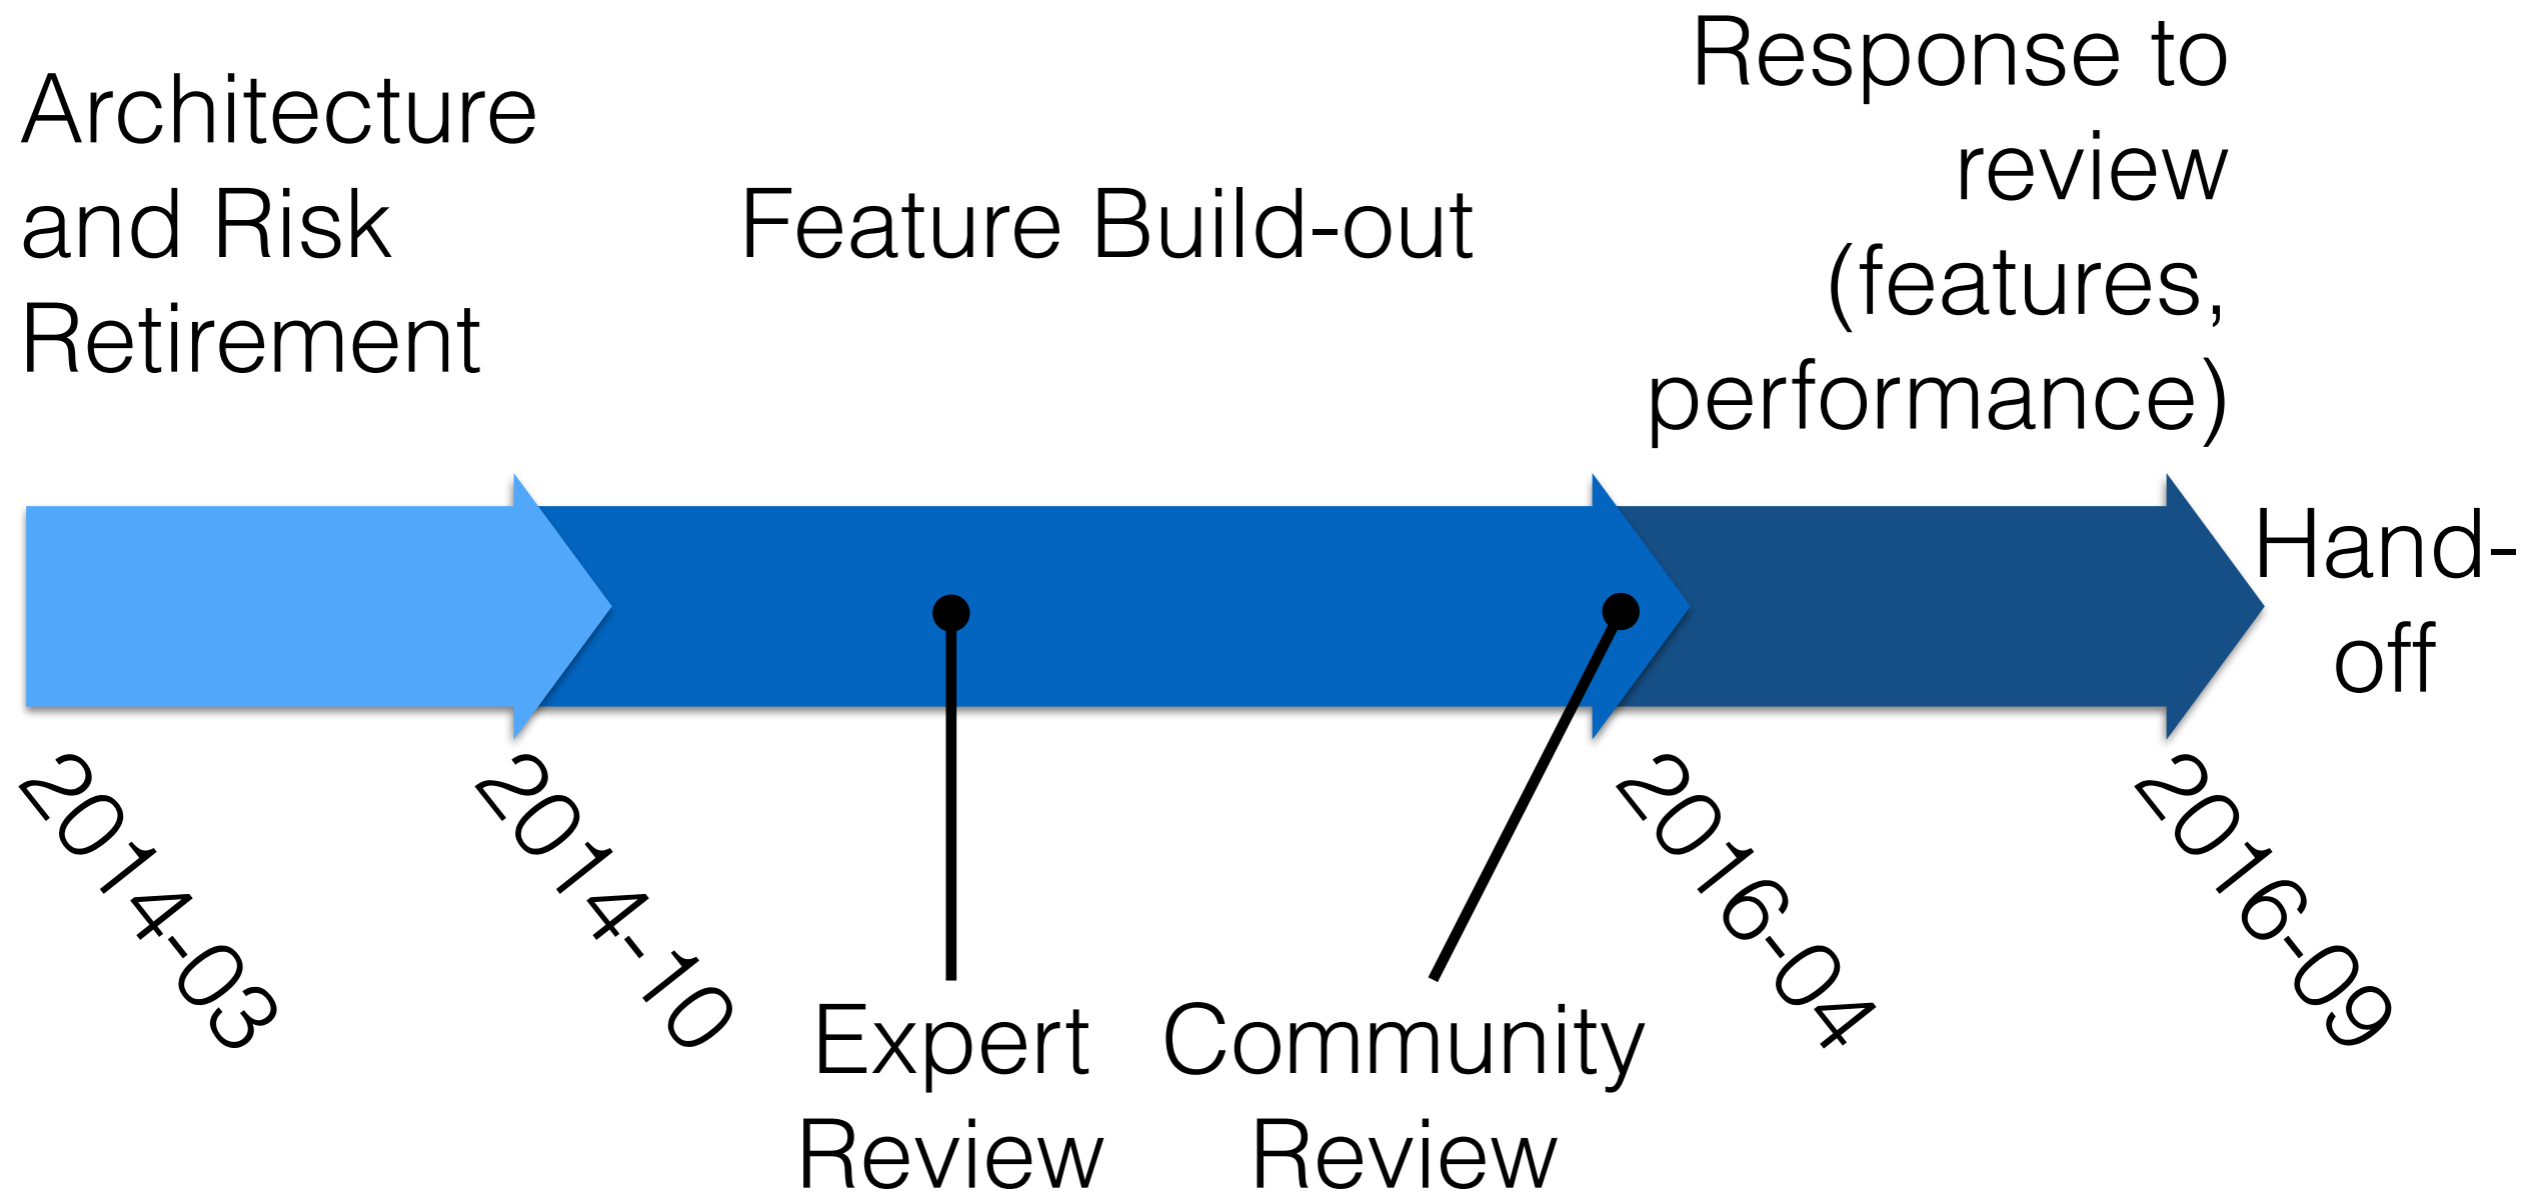 Architecture
and Risk
Retirement
Feature Build-out
Response to
review
(features,
performance)
Hand-
off
2014-03
2014-10
2016-04
2016-09
Expert
Review
Community
Review